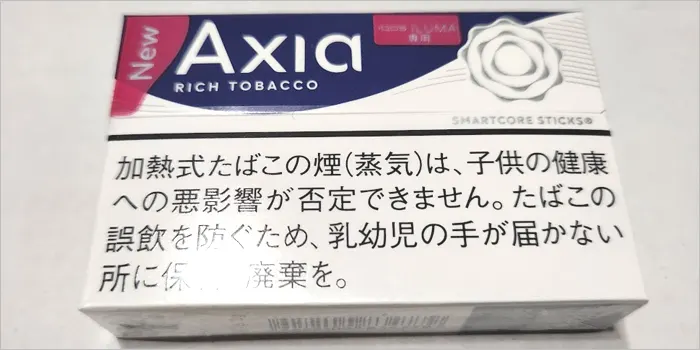 New
Axia
ILUMA
専用
RICH TOBACCO
SMARTCORE STICKS®
加熱式たばこの煙(蒸気)は、子供の健康
への悪影響が否定できません。たばこの
誤飲を防ぐため、乳幼児の手が届かない
所に保 廃棄を。